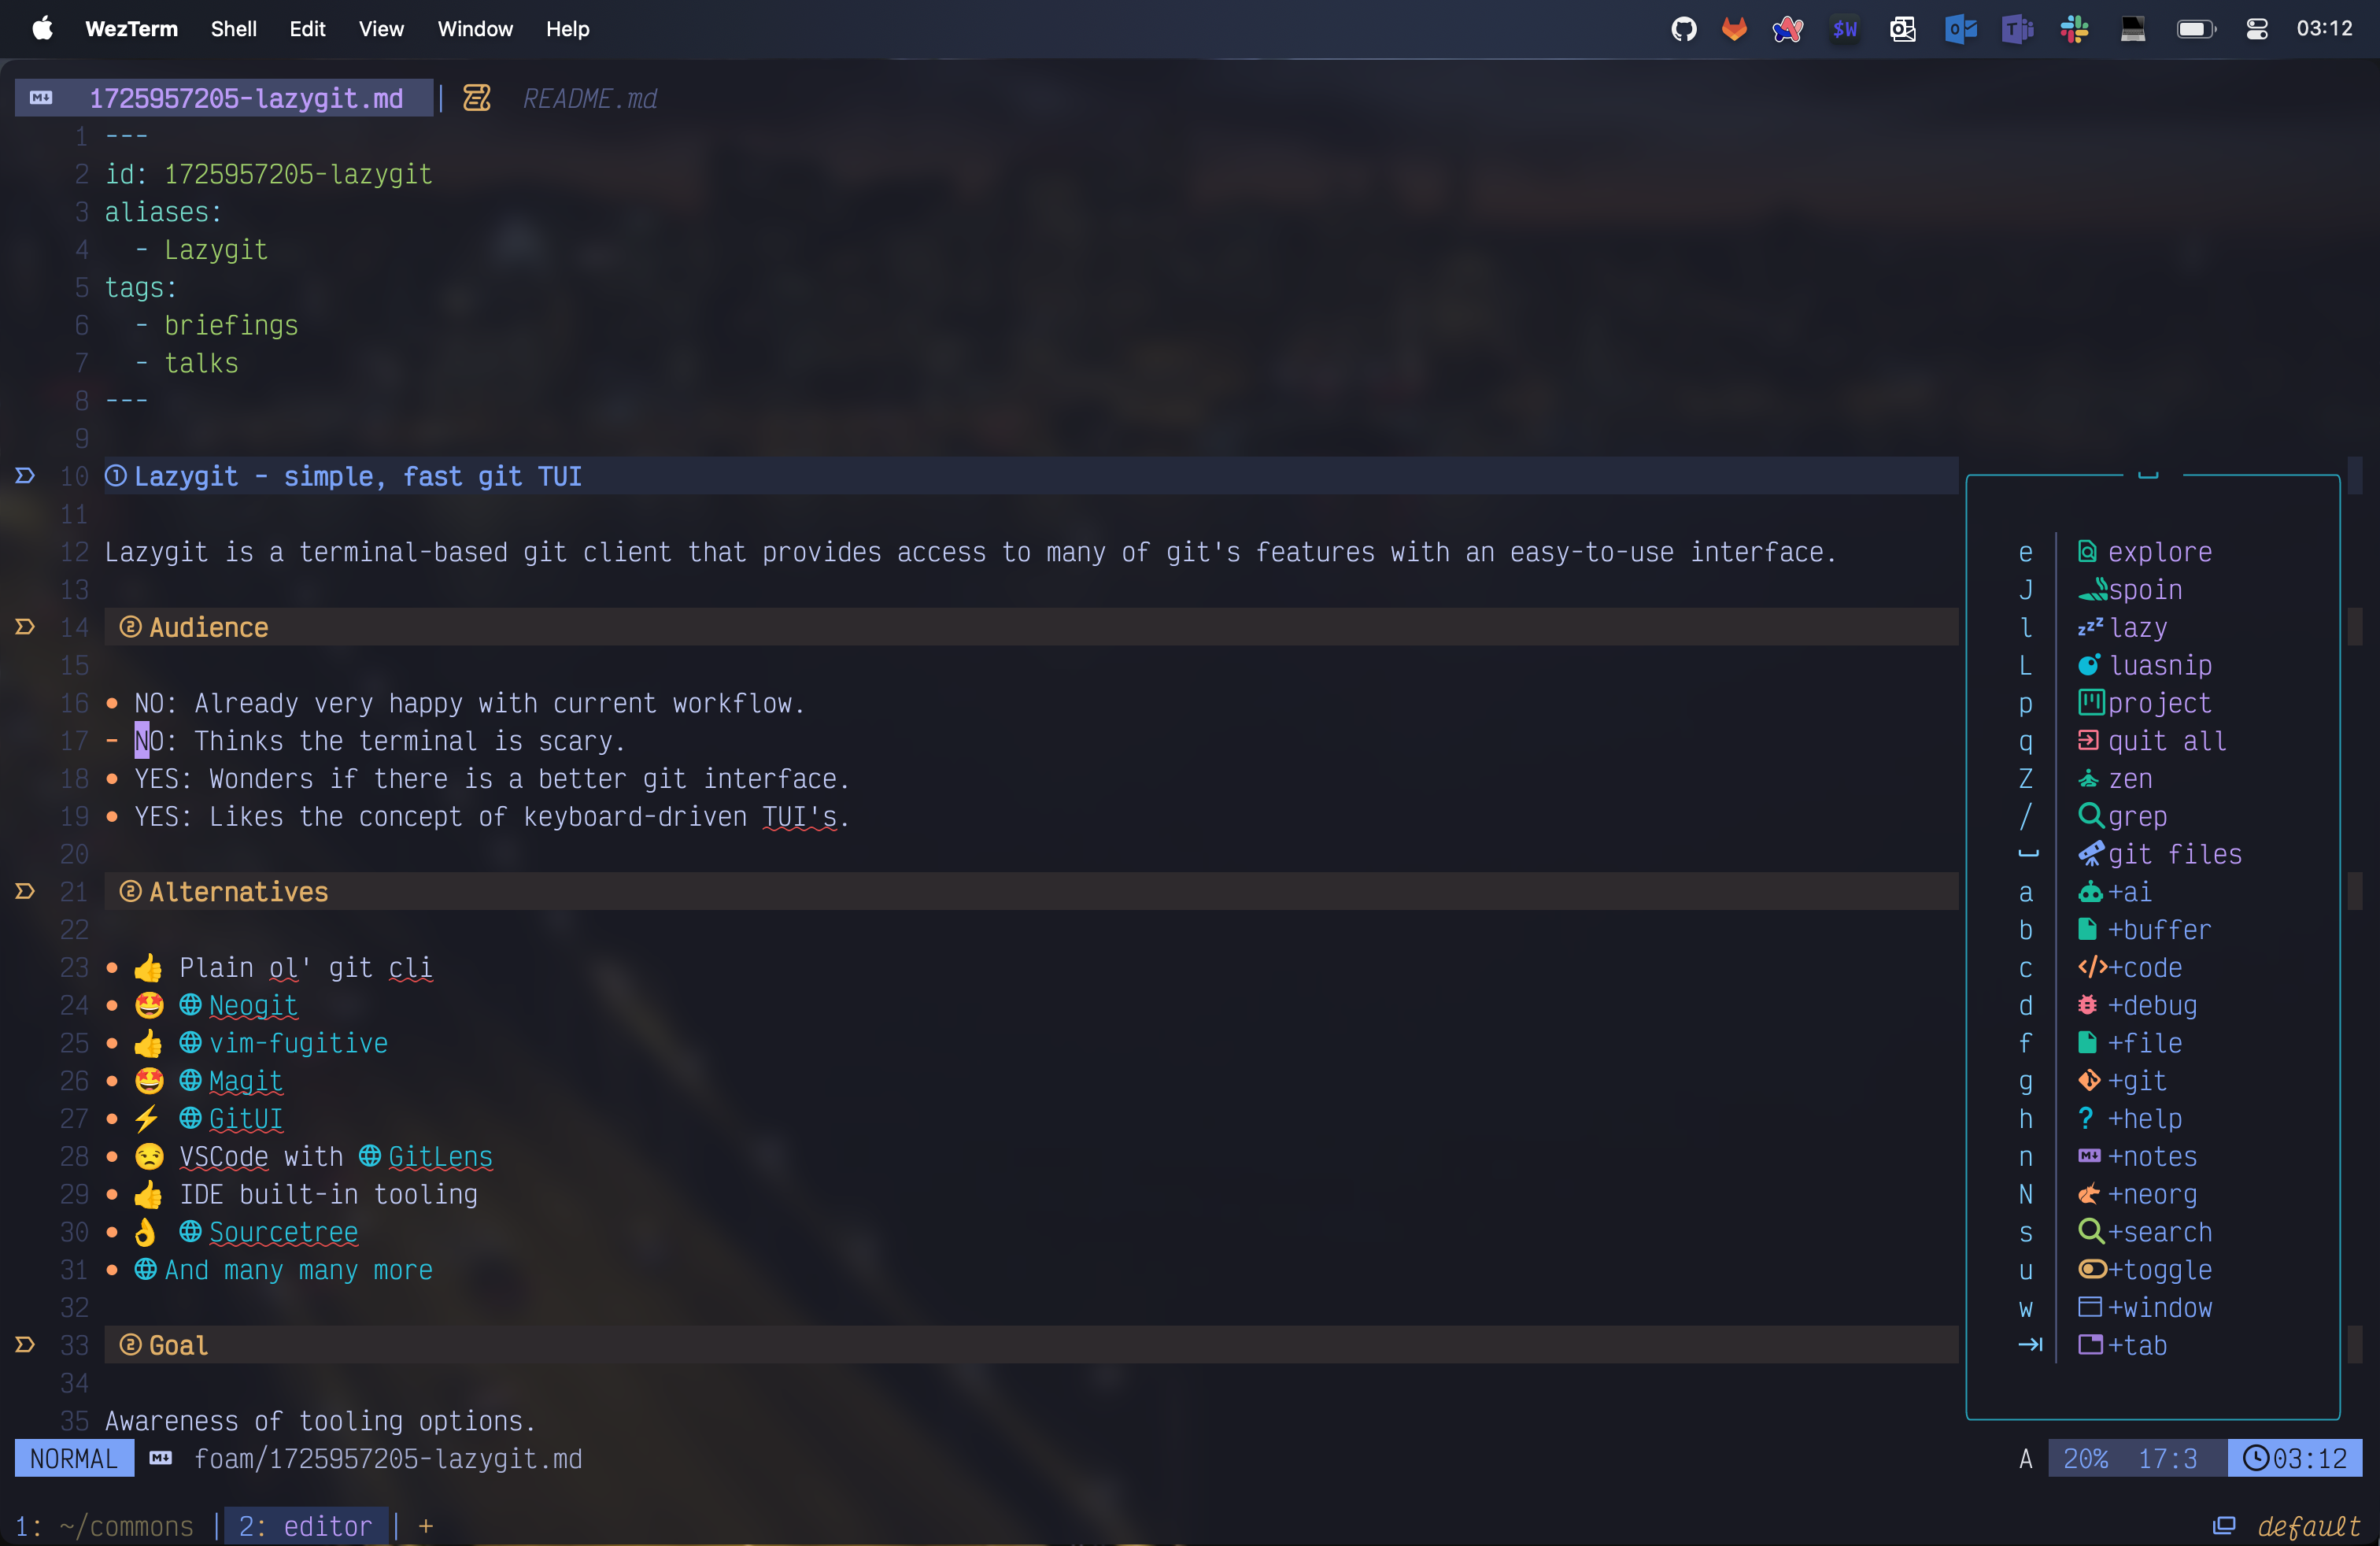 WezTerm Shell Edit View Window Help $W 03:12
1725957205-lazygit.md README.md
1 ---
2 id: 1725957205-lazygit
3 aliases:
4 - Lazygit
5 tags:
6 - briefings
7 - talks
8 ---
9
10 ① Lazygit - simple, fast git TUI
11
12 Lazygit is a terminal-based git client that provides access to many of git's features with an easy-to-use interface.
13
14 ② Audience
15
16 • NO: Already very happy with current workflow.
17 - NO: Thinks the terminal is scary.
18 • YES: Wonders if there is a better git interface.
19 • YES: Likes the concept of keyboard-driven TUI's.
20
21 ② Alternatives
22
23 • 👍 Plain ol' git cli
24 • 🤩 Neogit
25 • 👍 vim-fugitive
26 • 🤩 Magit
27 • ⚡ GitUI
28 • 😒 VSCode with GitLens
29 • 👍 IDE built-in tooling
30 • 👌 Sourcetree
31 • And many many more
32
33 ② Goal
34
35 Awareness of tooling options.
e explore
J spoin
l lazy
L luasnip
p project
q quit all
Z zen
/ grep
␣ git files
a +ai
b +buffer
c +code
d +debug
f +file
g +git
h +help
n +notes
N +neorg
s +search
u +toggle
w +window
⇥ +tab
NORMAL foam/1725957205-lazygit.md A 20% 17:3 03:12
1: ~/commons | 2: editor | + default